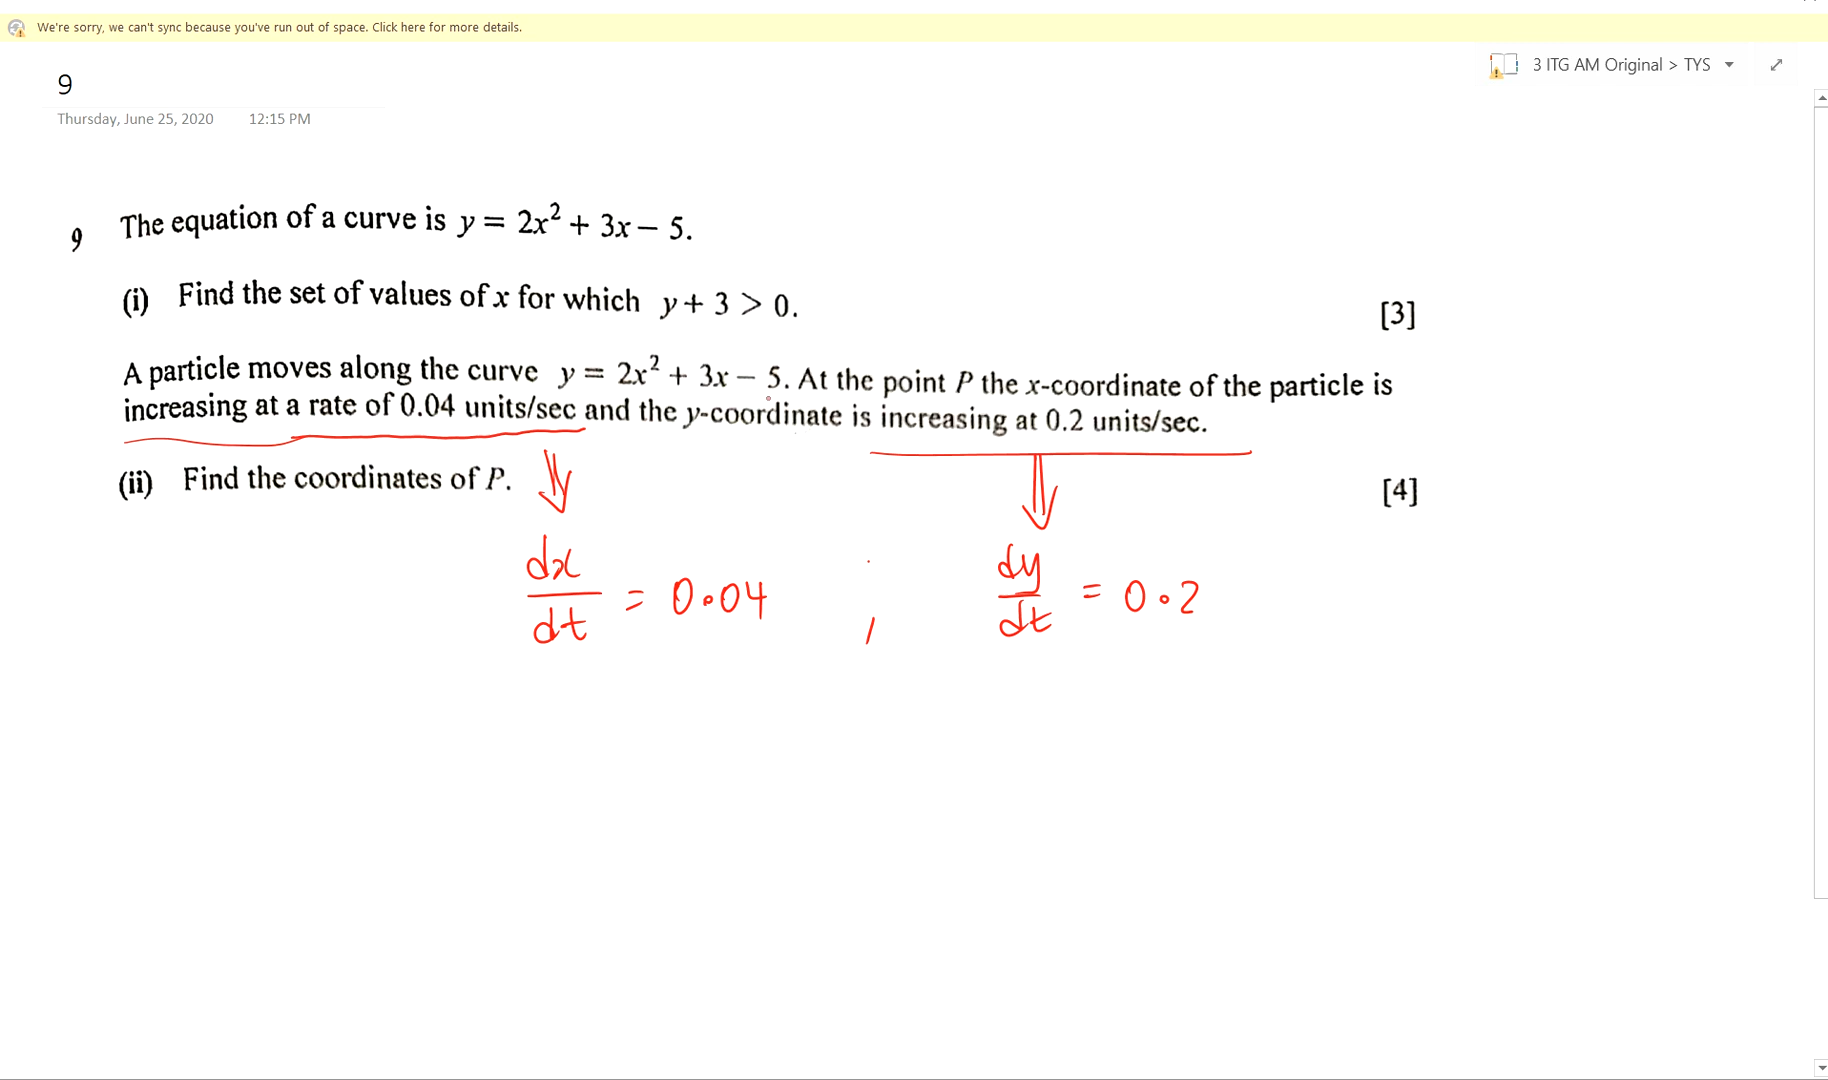 We're sorry, we can't sync because you've run out of space. Click here for more details.
3 ITG AM Original > TYS
9
Thursday, June 25, 2020 12:15 PM
9 The equation of a curve is y = 2x² + 3x − 5.
(i) Find the set of values of x for which y + 3 > 0. [3]
A particle moves along the curve y = 2x² + 3x − 5. At the point P the x-coordinate of the particle is
increasing at a rate of 0.04 units/sec and the y-coordinate is increasing at 0.2 units/sec.
(ii) Find the coordinates of P. [4]
dx/dt = 0.04 , dy/dt = 0.2